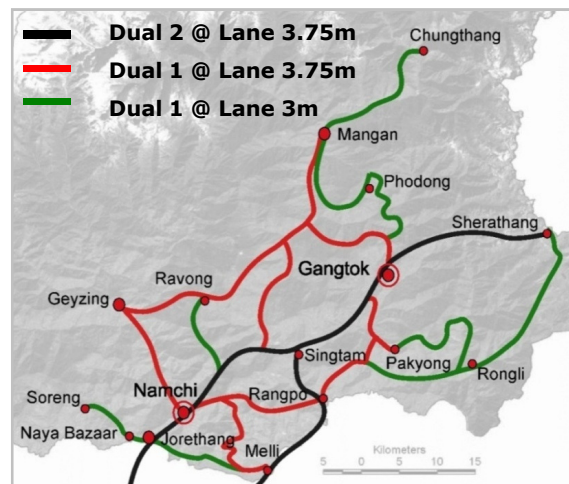 Dual 2 @ Lane 3.75m
Dual 1 @ Lane 3.75m
Dual 1 @ Lane 3m
Chungthang
Mangan
Phodong
Sherathang
Gangtok
Ravong
Geyzing
Singtam
Pakyong
Rongli
Namchi
Rangpo
Soreng
Naya Bazaar
Jorethang
Melli
Kilometers
5 0 5 10 15